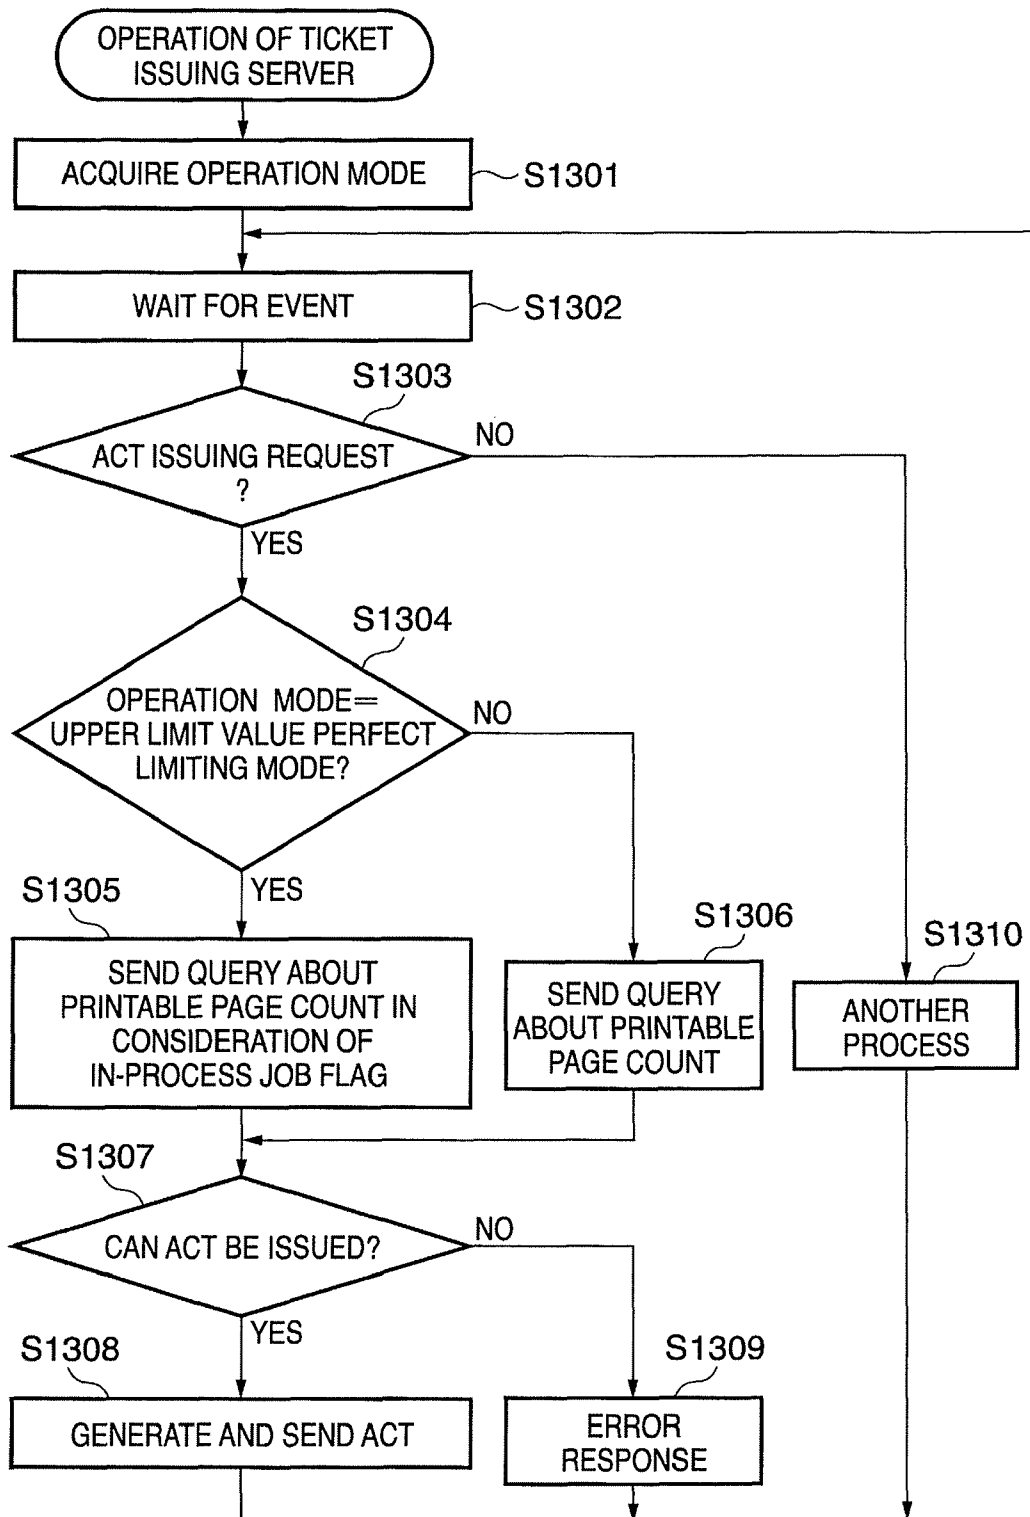 OPERATION OF TICKET
ISSUING SERVER
ACQUIRE OPERATION MODE
S1301
WAIT FOR EVENT
S1302
S1303
ACT ISSUING REQUEST
?
NO
YES
S1304
OPERATION MODE=
UPPER LIMIT VALUE PERFECT
LIMITING MODE?
NO
YES
S1305
SEND QUERY ABOUT
PRINTABLE PAGE COUNT IN
CONSIDERATION OF
IN-PROCESS JOB FLAG
S1306
SEND QUERY
ABOUT PRINTABLE
PAGE COUNT
S1310
ANOTHER
PROCESS
S1307
CAN ACT BE ISSUED?
NO
YES
S1308
GENERATE AND SEND ACT
S1309
ERROR
RESPONSE